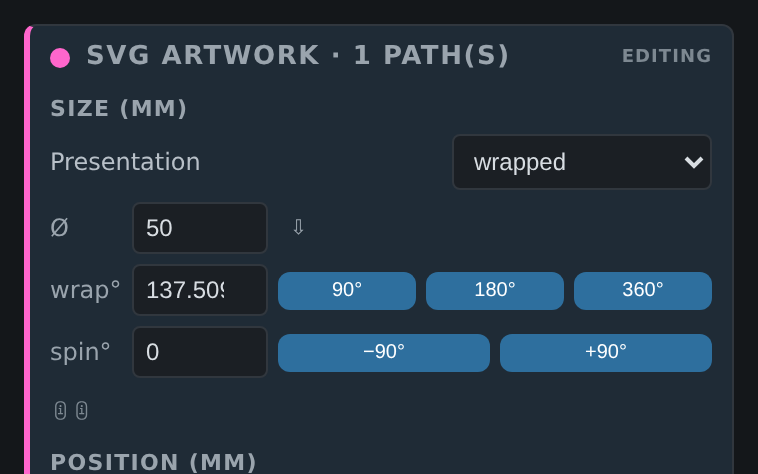 SVG ARTWORK · 1 PATH(S) EDITING
SIZE (MM)
Presentation wrapped
Ø 50 ⇩
wrap° 137.509 90° 180° 360°
spin° 0 −90° +90°
POSITION (MM)